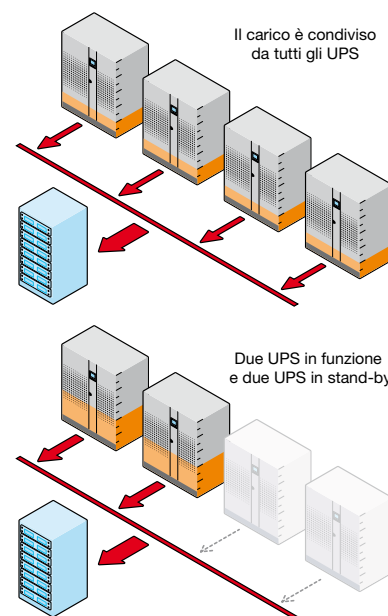 Il carico è condiviso
da tutti gli UPS
Due UPS in funzione
e due UPS in stand-by